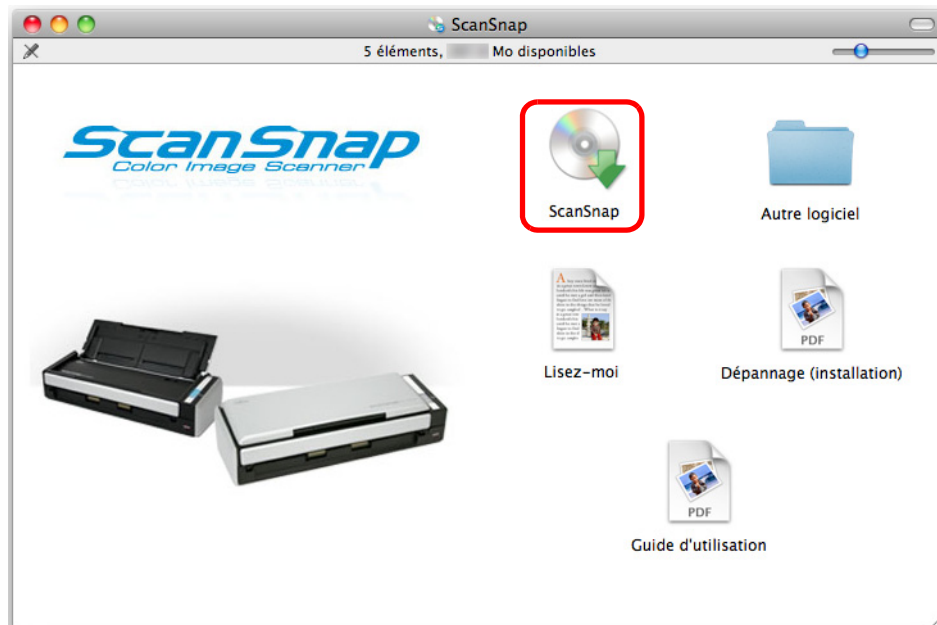 ScanSnap
5 éléments, Mo disponibles
ScanSnap
Color Image Scanner
ScanSnap
Autre logiciel
Lisez-moi
PDF
Dépannage (installation)
PDF
Guide d'utilisation